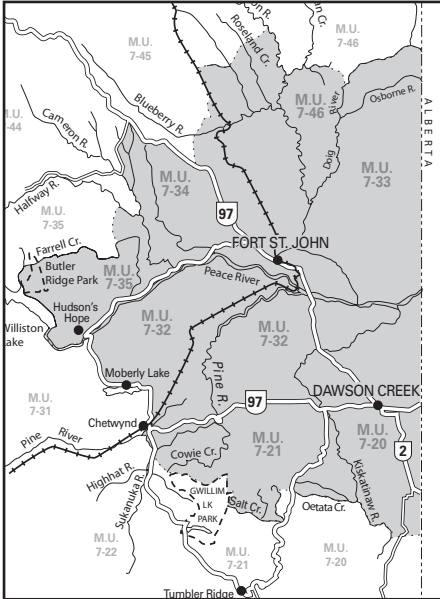 on R.
Roseland Cr.
n Cr.
M.U.
7-45
M.U.
7-46
Blueberry R.
M.U.
7-46
Doig
River
Osborne R.
ALBERTA
.U.
-44
Cameron R.
M.U.
7-34
M.U.
7-33
Halfway R.
M.U.
7-35
97
FORT ST. JOHN
Farrell Cr.
Butler
Ridge Park
M.U.
7-35
Peace River
Hudson's
Hope
Williston
Lake
M.U.
7-32
M.U.
7-32
Moberly Lake
Pine R.
M.U.
7-31
97
DAWSON CREEK
Chetwynd
Pine River
M.U.
7-21
M.U.
7-20
2
Cowie Cr.
Highhat R.
Sukanuka R.
GWILLIM
LK
PARK
Salt Cr.
Oetata Cr.
Kiskatinaw R.
M.U.
7-22
M.U.
7-21
M.U.
7-20
Tumbler Ridge